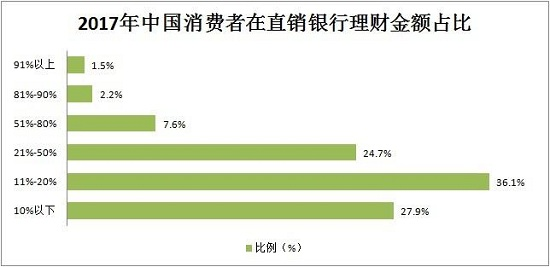 2017年中国消费者在直销银行理财金额占比
91%以上 1.5%
81%-90% 2.2%
51%-80% 7.6%
21%-50% 24.7%
11%-20% 36.1%
10%以下 27.9%
比例（%）